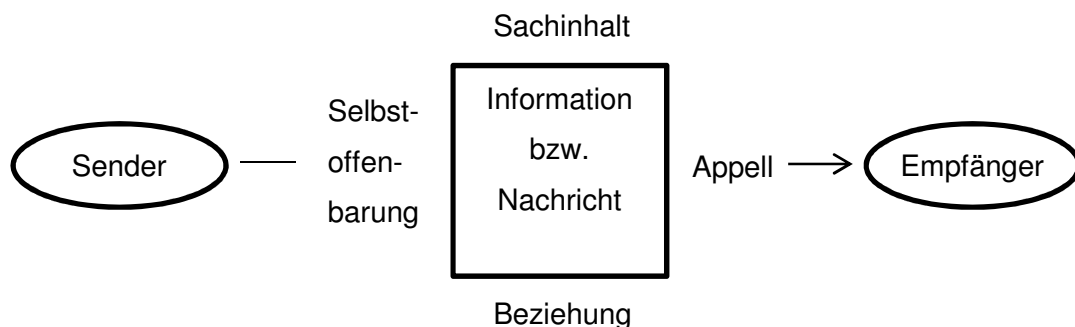 Sachinhalt
Sender
Selbst-
offen-
barung
Information
bzw.
Nachricht
Appell
Empfänger
Beziehung